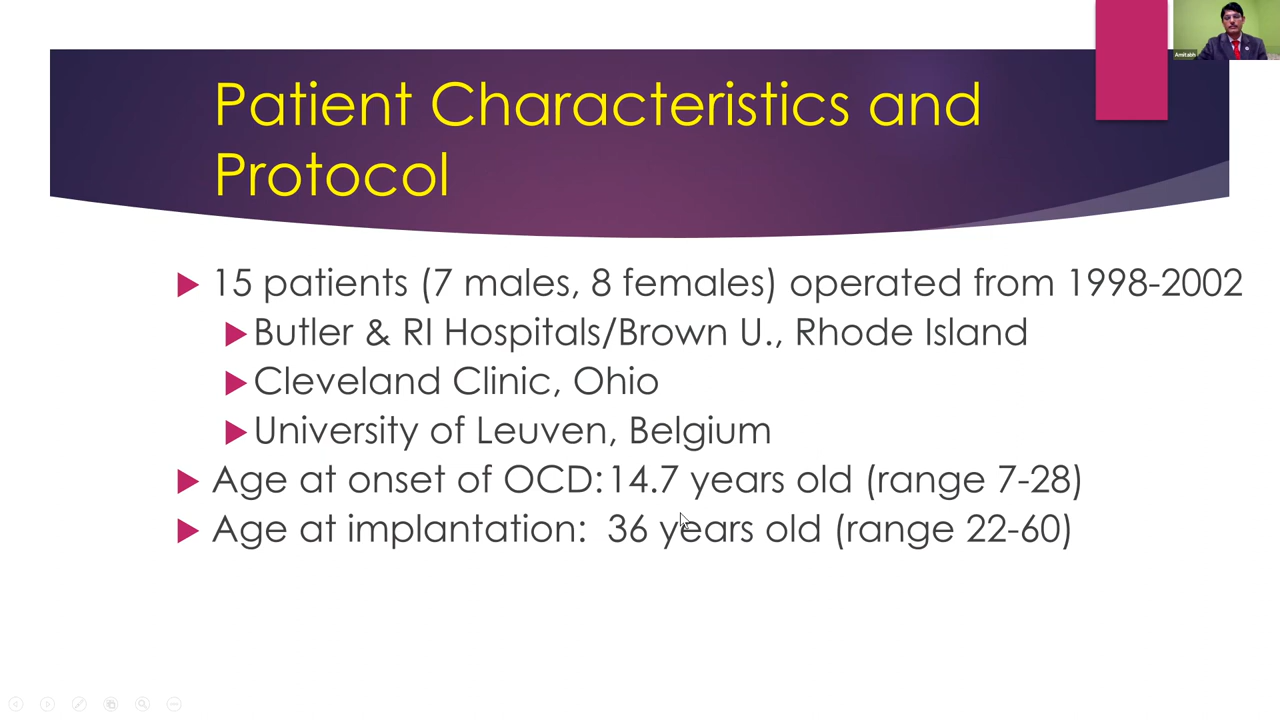 Patient Characteristics and
Protocol
15 patients (7 males, 8 females) operated from 1998-2002
Butler & RI Hospitals/Brown U., Rhode Island
Cleveland Clinic, Ohio
University of Leuven, Belgium
Age at onset of OCD: 14.7 years old (range 7-28)
Age at implantation: 36 years old (range 22-60)
Amitabh